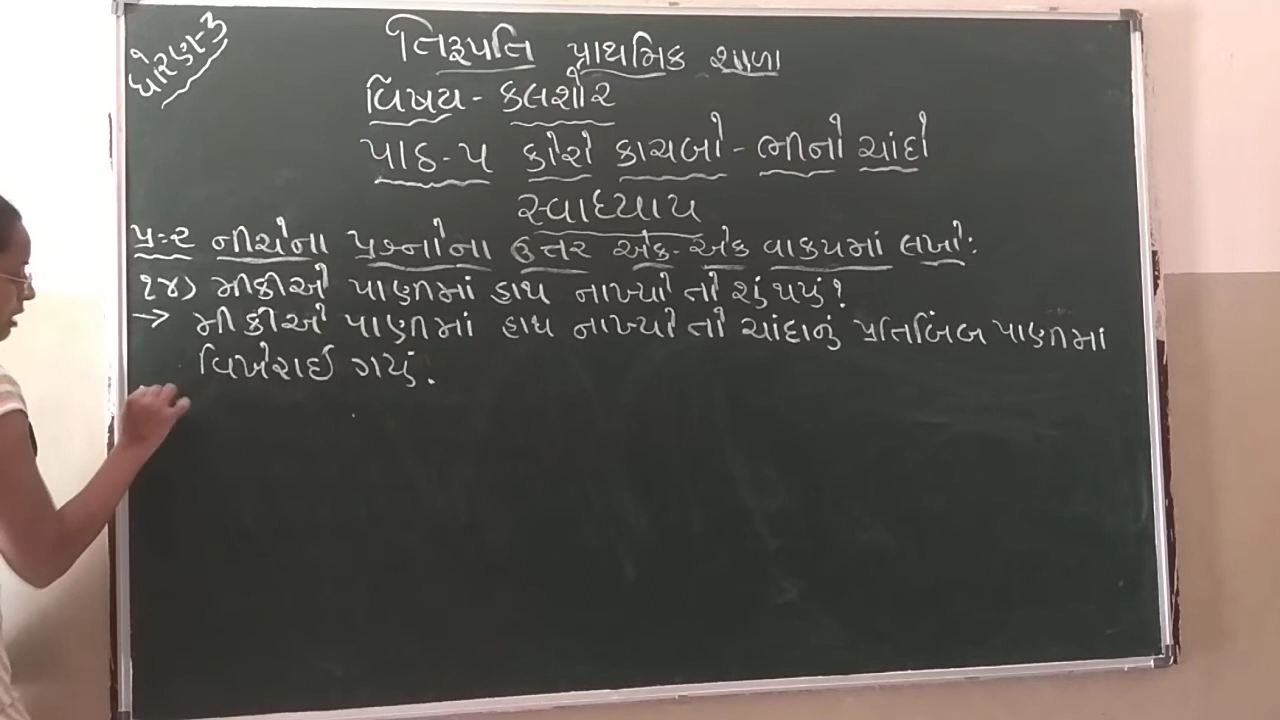 ધોરણ-૩
તિરૂપતિ પ્રાથમિક શાળા
વિષય - કલશોર
પાઠ-૫ કોરો કાચબો - ભીનો ચાંદો
સ્વાધ્યાય
પ્ર-૨ નીચેના પ્રશ્નોના ઉત્તર એક-એક વાક્યમાં લખો:
૧૪) મીકીએ પાણીમાં હાથ નાખ્યો તો શું થયું?
→ મીકીએ પાણીમાં હાથ નાખ્યો તો ચાંદાનું પ્રતિબિંબ પાણીમાં
વિખેરાઈ ગયું.